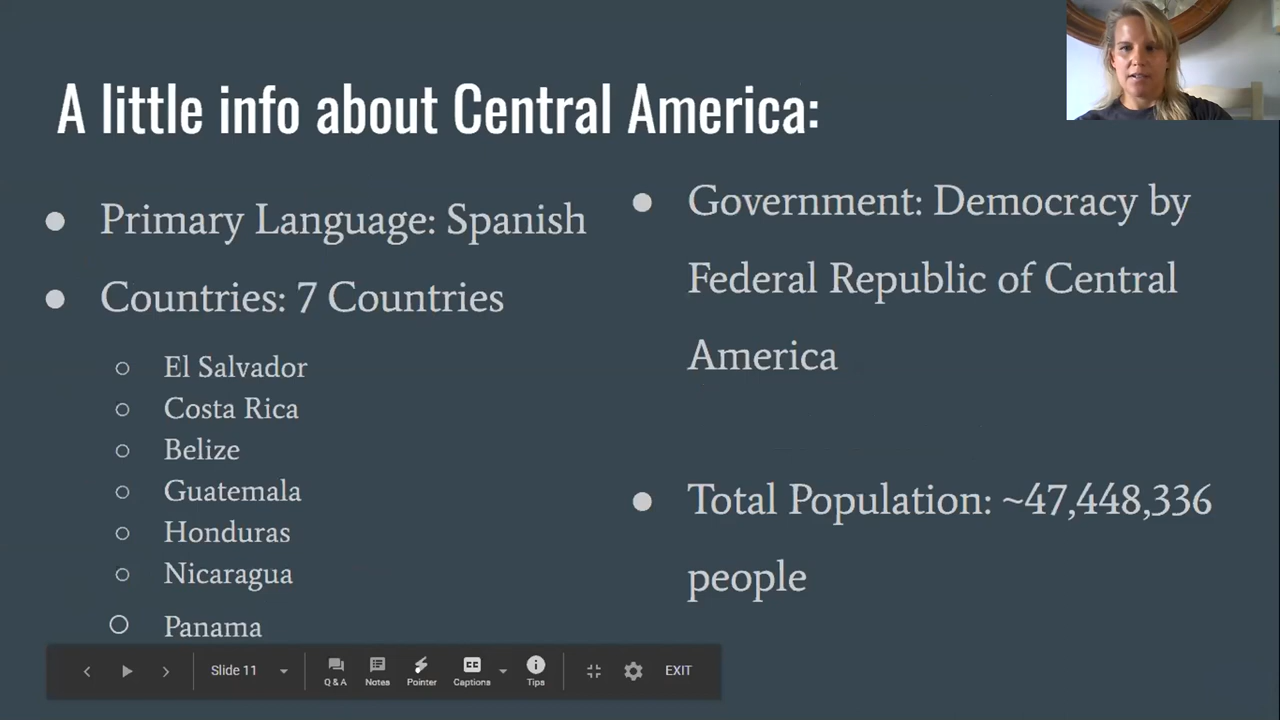 A little info about Central America:
Primary Language: Spanish
Countries: 7 Countries
El Salvador
Costa Rica
Belize
Guatemala
Honduras
Nicaragua
Panama
Government: Democracy by
Federal Republic of Central
America
Total Population: ~47,448,336
people
Slide 11
Q & A
Notes
Pointer
CC
Captions
Tips
EXIT